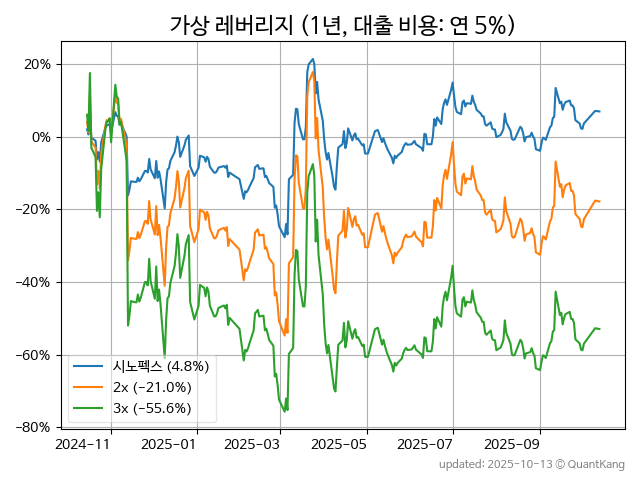 가상 레버리지 (1년, 대출 비용: 연 5%)
20%
0%
−20%
−40%
−60%
−80%
시노펙스 (4.8%)
2x (−21.0%)
3x (−55.6%)
2024-11
2025-01
2025-03
2025-05
2025-07
2025-09
updated: 2025-10-13 © QuantKang